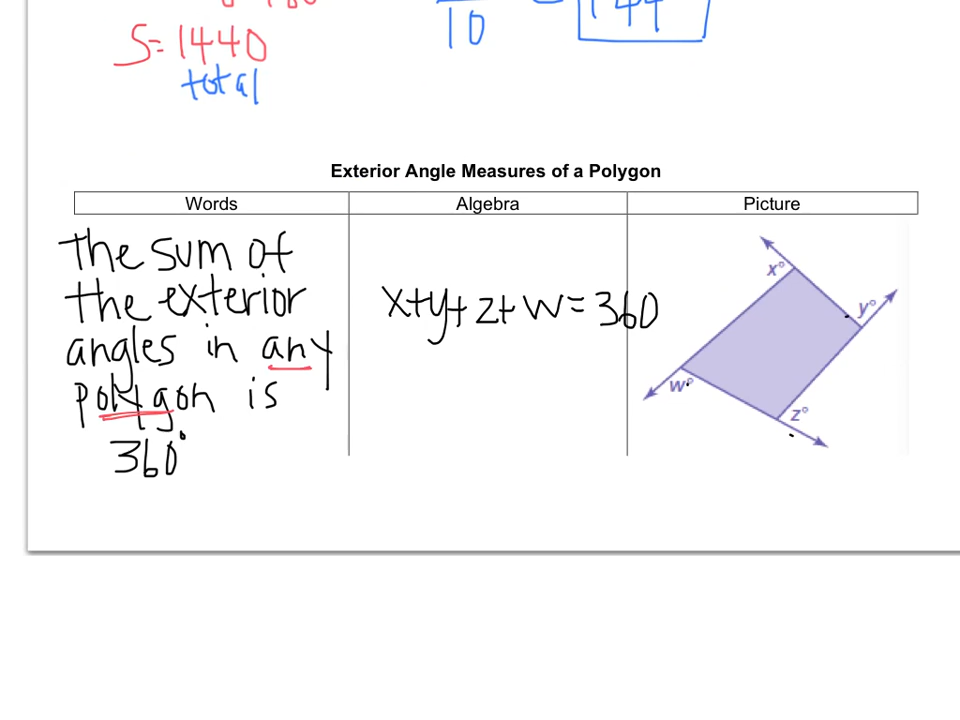 S=1440
total
10
=
144
Exterior Angle Measures of a Polygon
Words
Algebra
Picture
The sum of
the exterior
angles in any
polygon is
360°
x+y+z+w=360
x°
y°
w°
z°